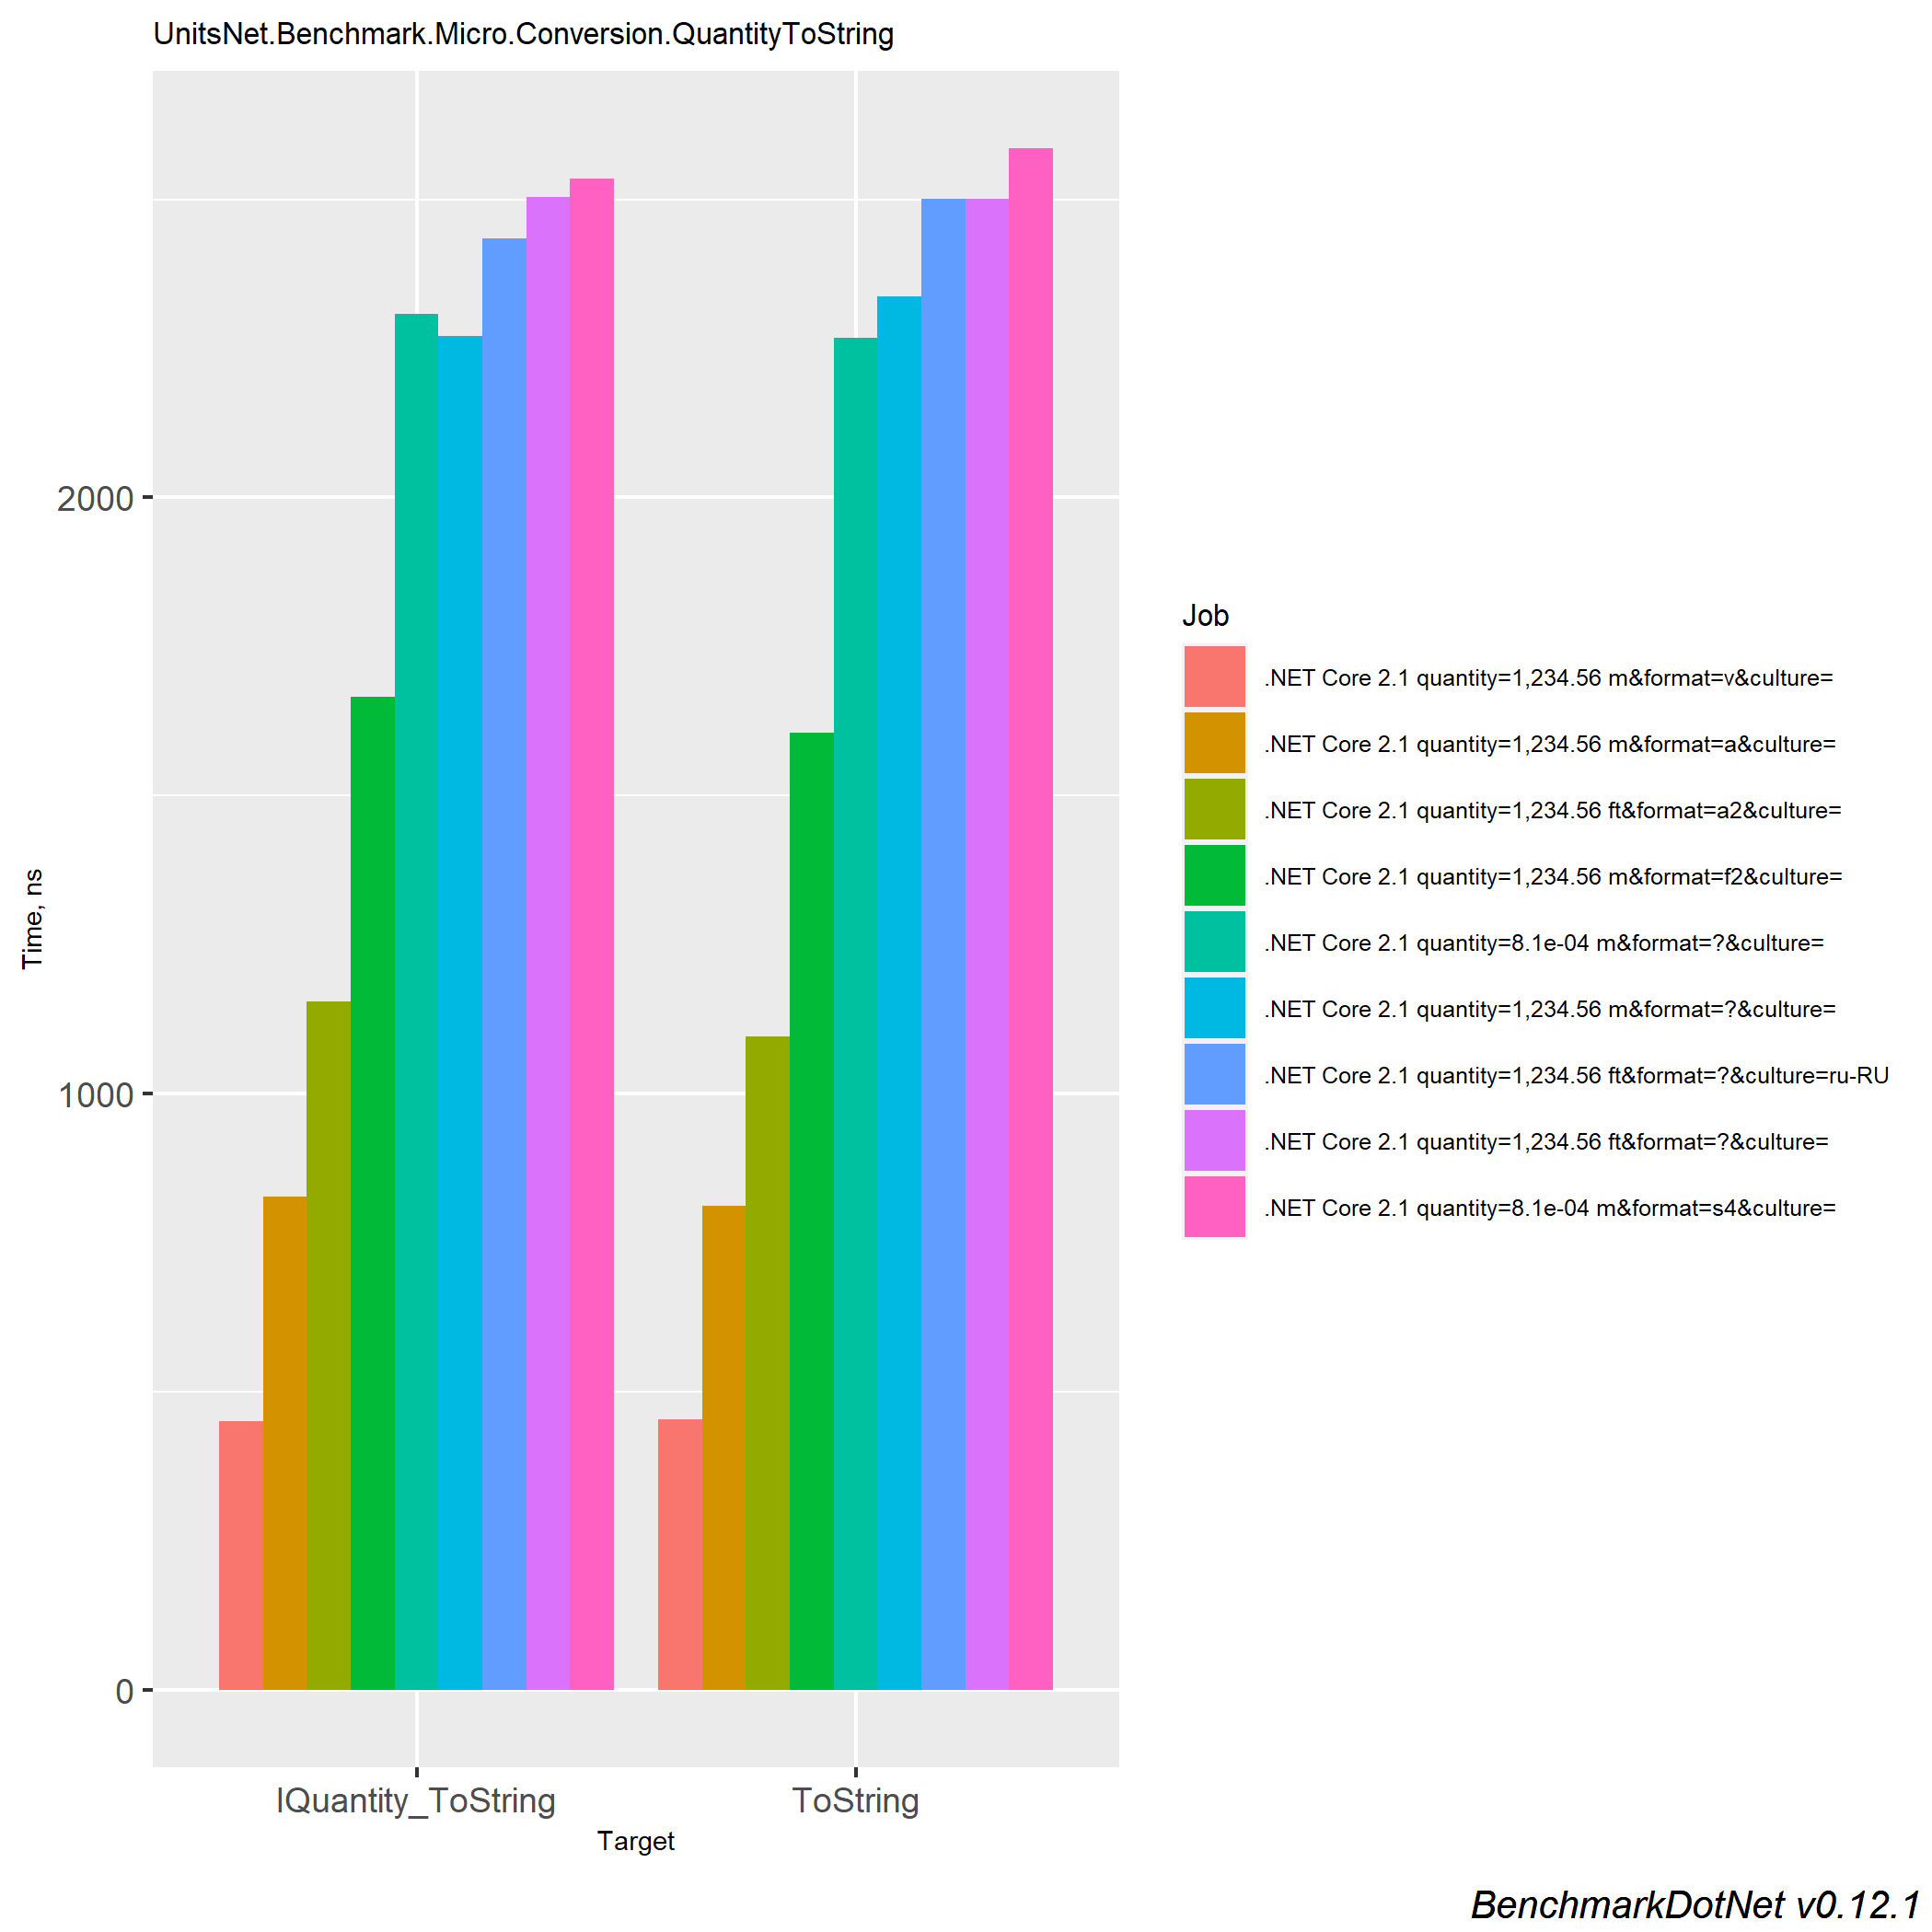 UnitsNet.Benchmark.Micro.Conversion.QuantityToString
2000
1000
0
Time, ns
IQuantity_ToString
ToString
Target
Job
.NET Core 2.1 quantity=1,234.56 m&format=v&culture=
.NET Core 2.1 quantity=1,234.56 m&format=a&culture=
.NET Core 2.1 quantity=1,234.56 ft&format=a2&culture=
.NET Core 2.1 quantity=1,234.56 m&format=f2&culture=
.NET Core 2.1 quantity=8.1e-04 m&format=?&culture=
.NET Core 2.1 quantity=1,234.56 m&format=?&culture=
.NET Core 2.1 quantity=1,234.56 ft&format=?&culture=ru-RU
.NET Core 2.1 quantity=1,234.56 ft&format=?&culture=
.NET Core 2.1 quantity=8.1e-04 m&format=s4&culture=
BenchmarkDotNet v0.12.1